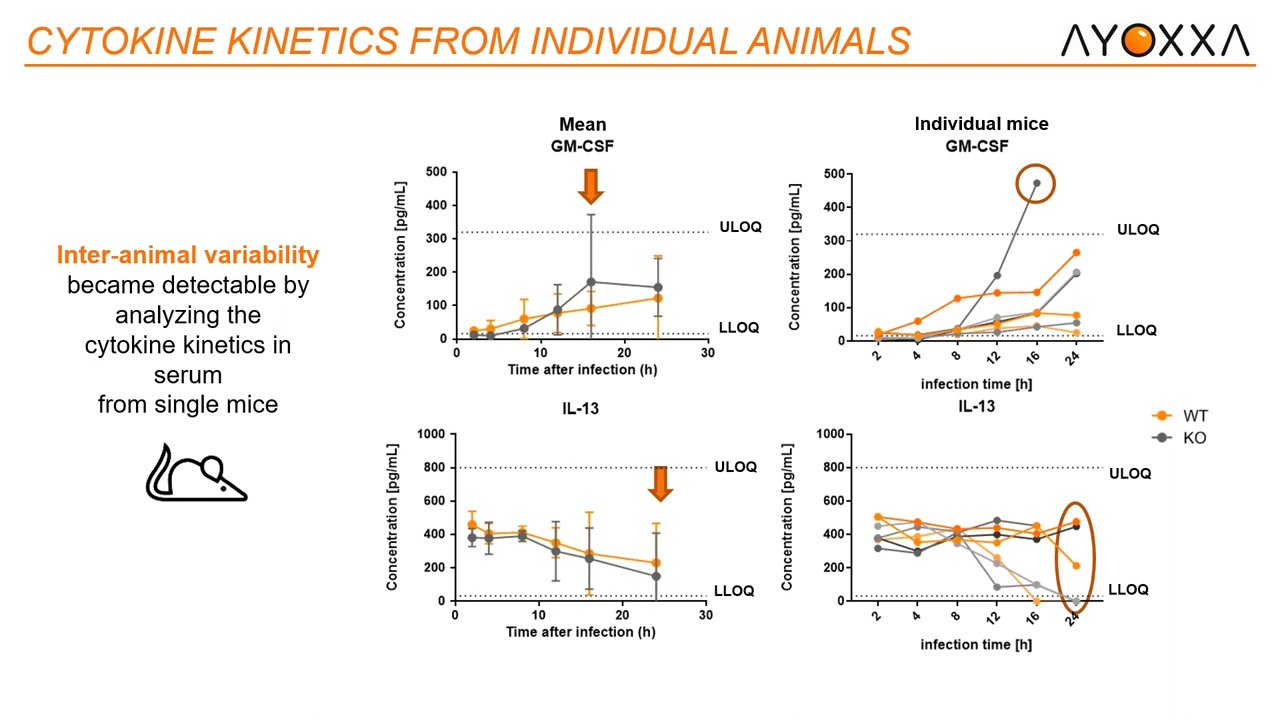 CYTOKINE KINETICS FROM INDIVIDUAL ANIMALS
AYOXXA
Inter-animal variability
became detectable by
analyzing the
cytokine kinetics in
serum
from single mice
Mean
GM-CSF
Concentration [pg/mL]
500
400
300
200
100
0
ULOQ
LLOQ
0 10 20 30
Time after infection (h)
Individual mice
GM-CSF
Concentration [pg/mL]
500
400
300
200
100
0
ULOQ
LLOQ
2 4 8 12 16 24
infection time [h]
IL-13
Concentration [pg/mL]
1000
800
600
400
200
0
ULOQ
LLOQ
0 10 20 30
Time after infection (h)
IL-13
Concentration [pg/mL]
1000
800
600
400
200
0
ULOQ
LLOQ
2 4 8 12 16 24
infection time [h]
WT
KO